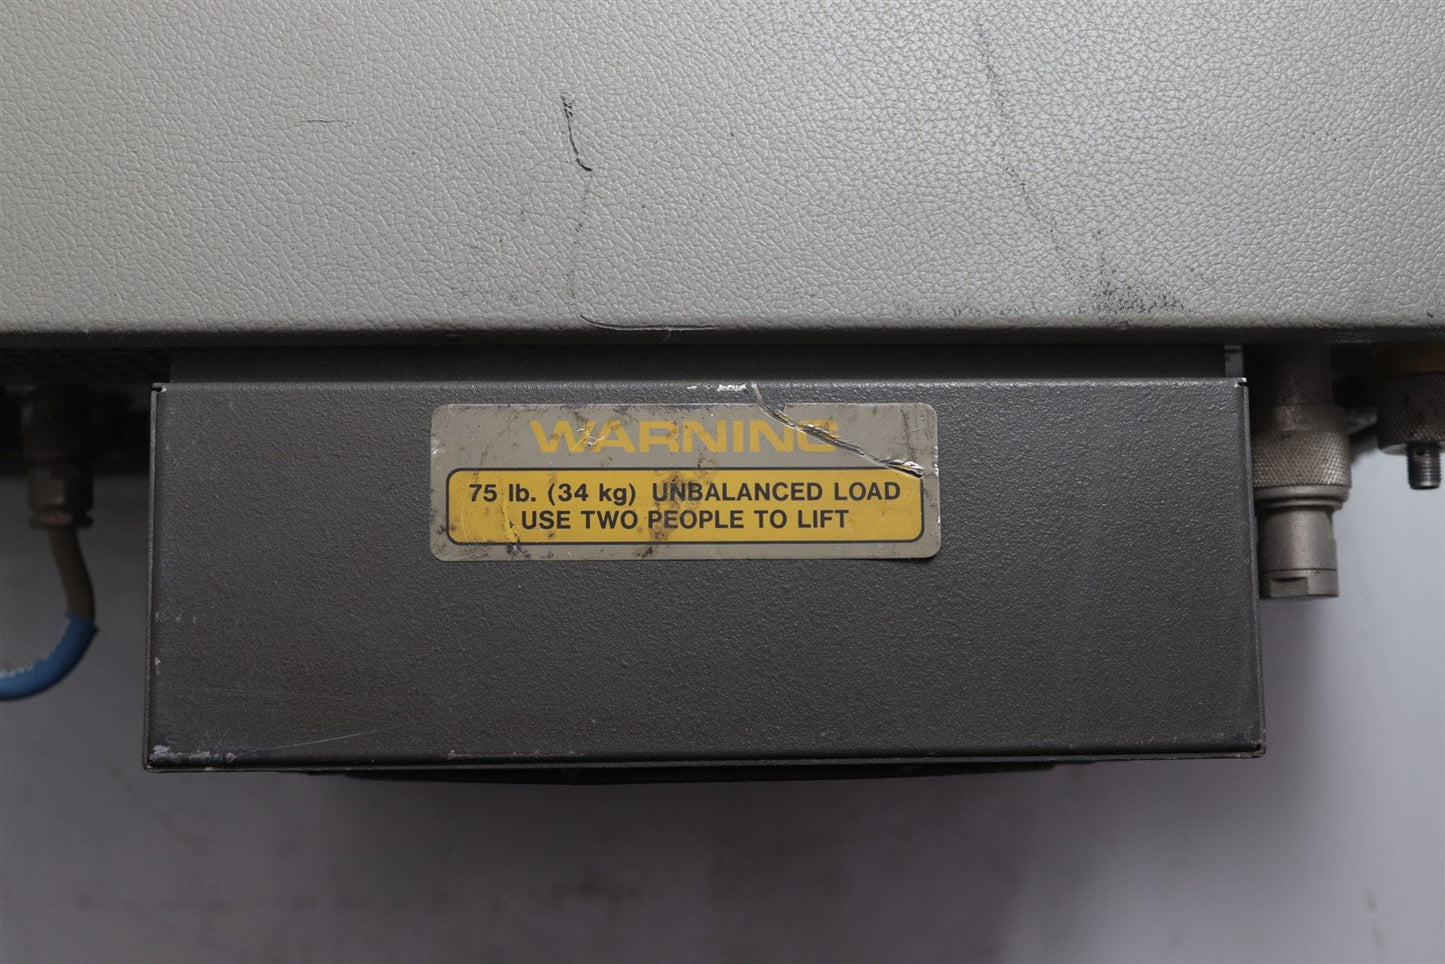 WARNING
75 lb. (34 kg) UNBALANCED LOAD
USE TWO PEOPLE TO LIFT